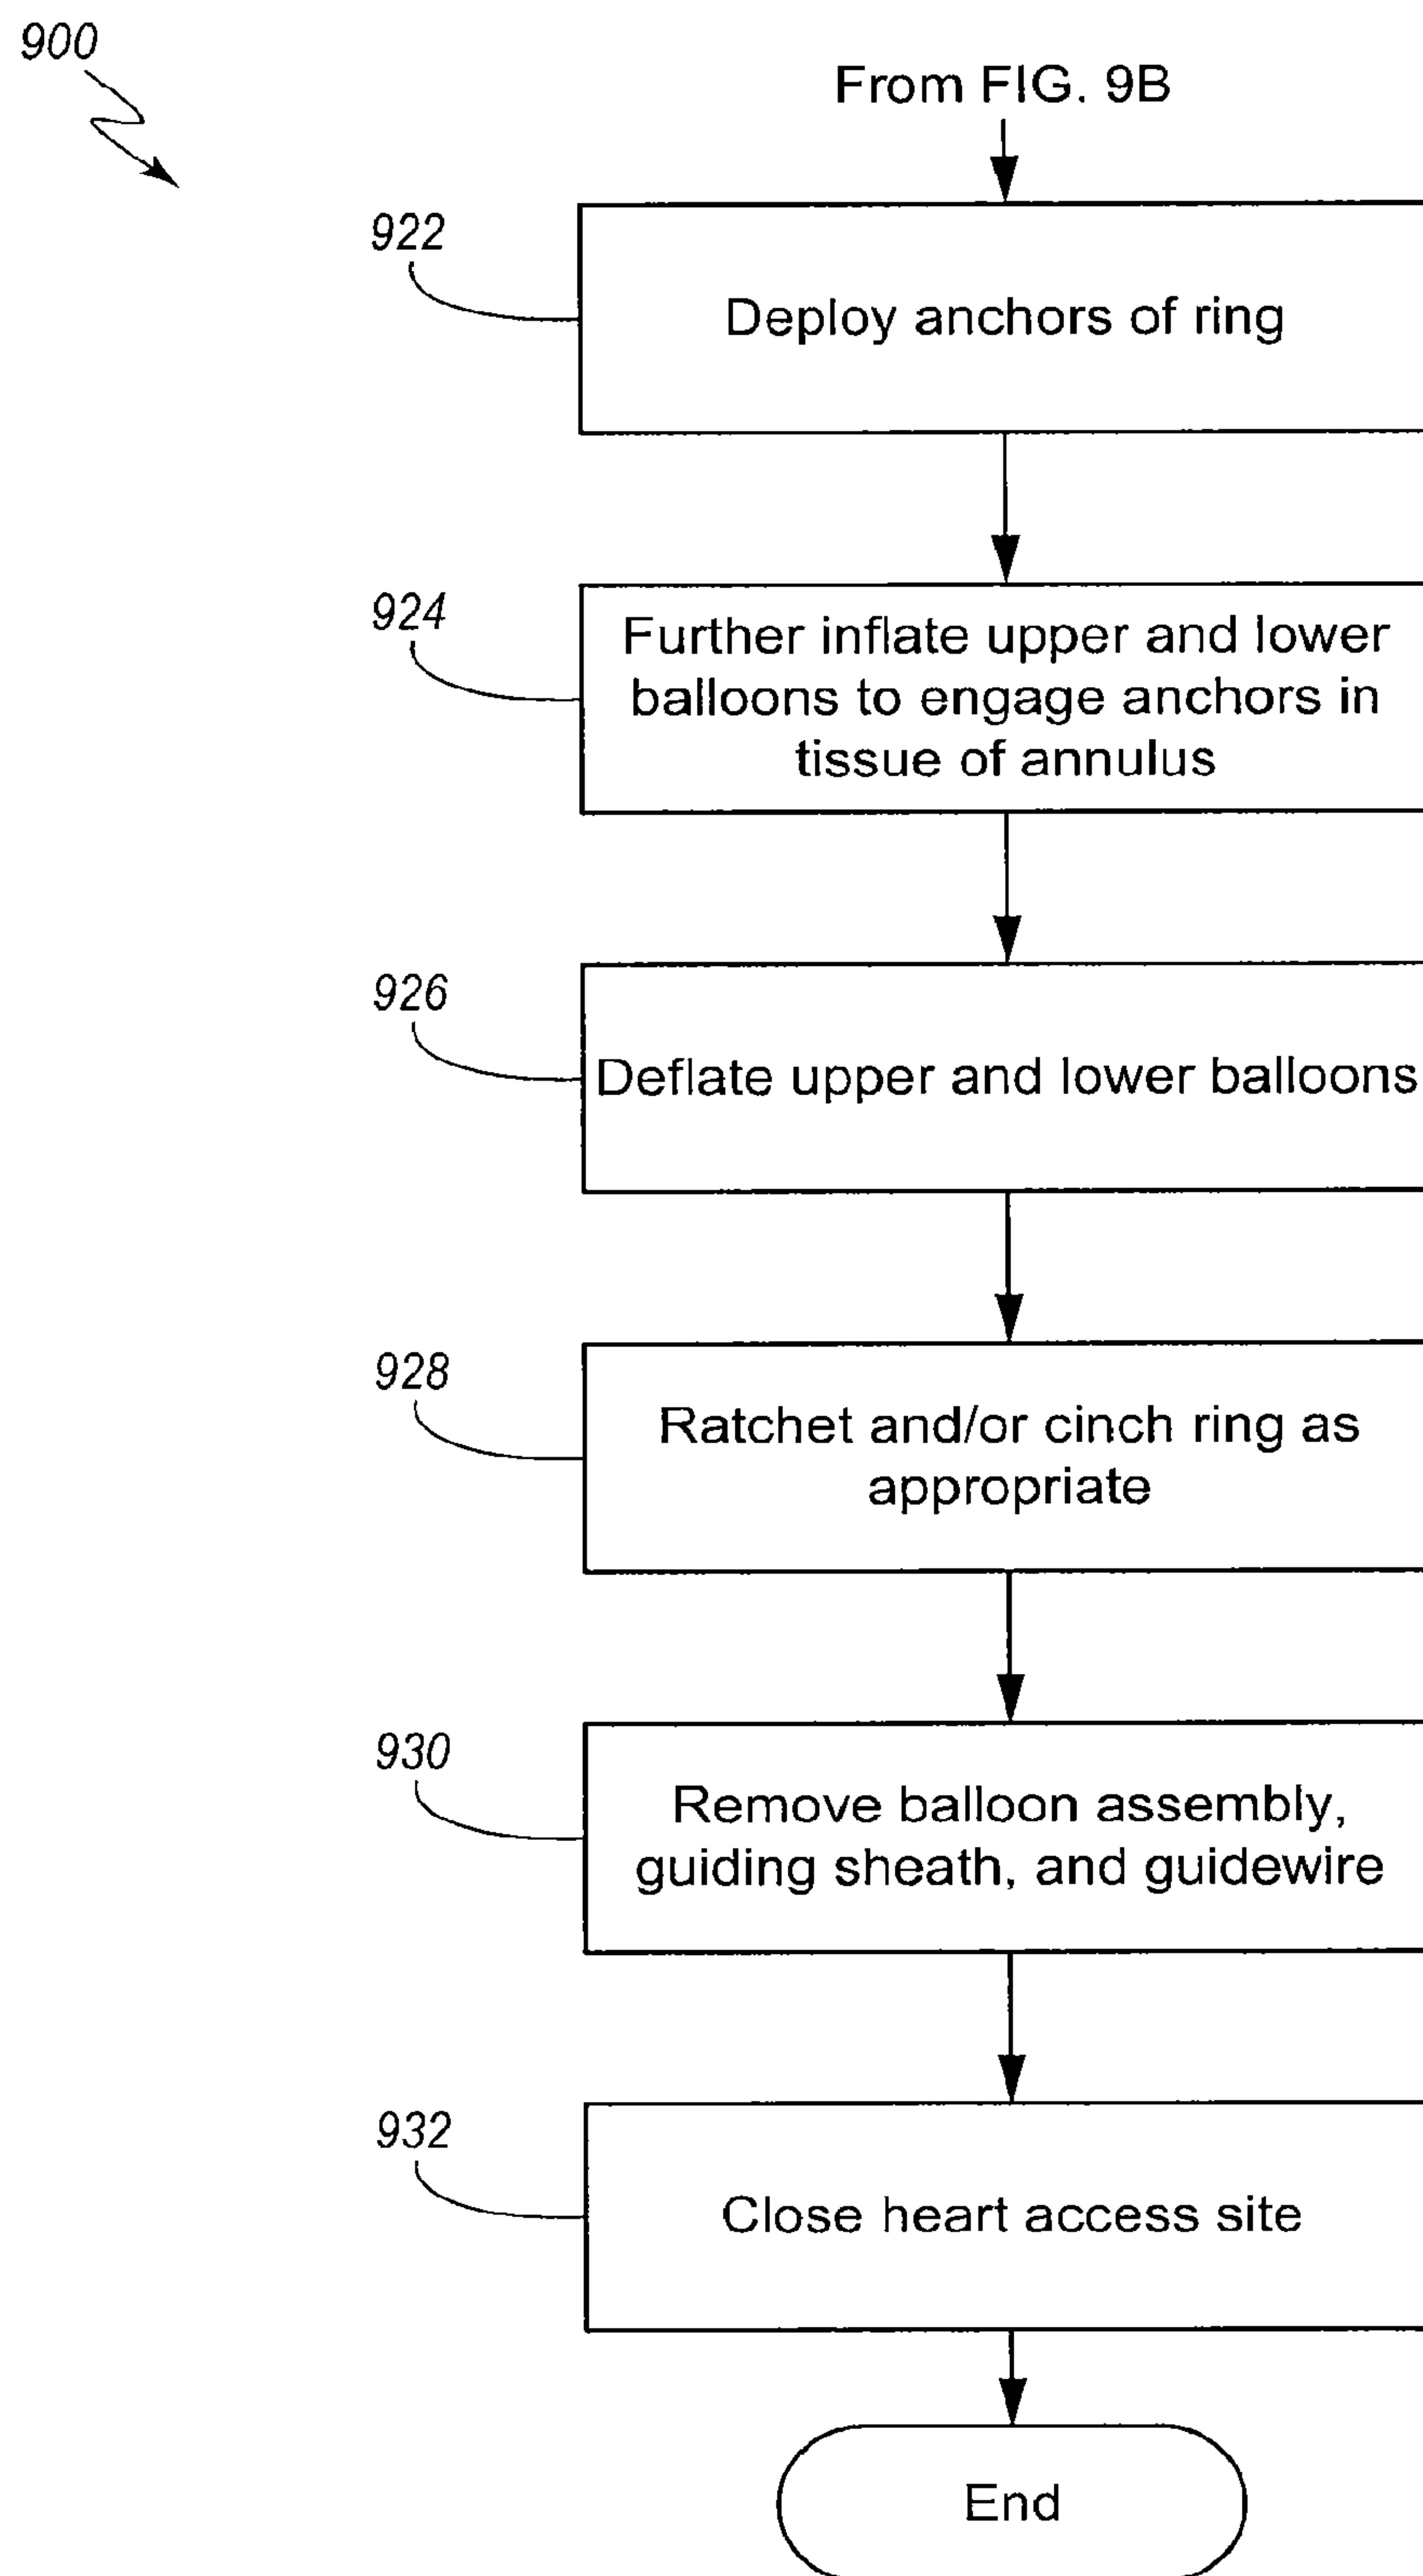 900
From FIG. 9B
922
Deploy anchors of ring
924
Further inflate upper and lower
balloons to engage anchors in
tissue of annulus
926
Deflate upper and lower balloons
928
Ratchet and/or cinch ring as
appropriate
930
Remove balloon assembly,
guiding sheath, and guidewire
932
Close heart access site
End